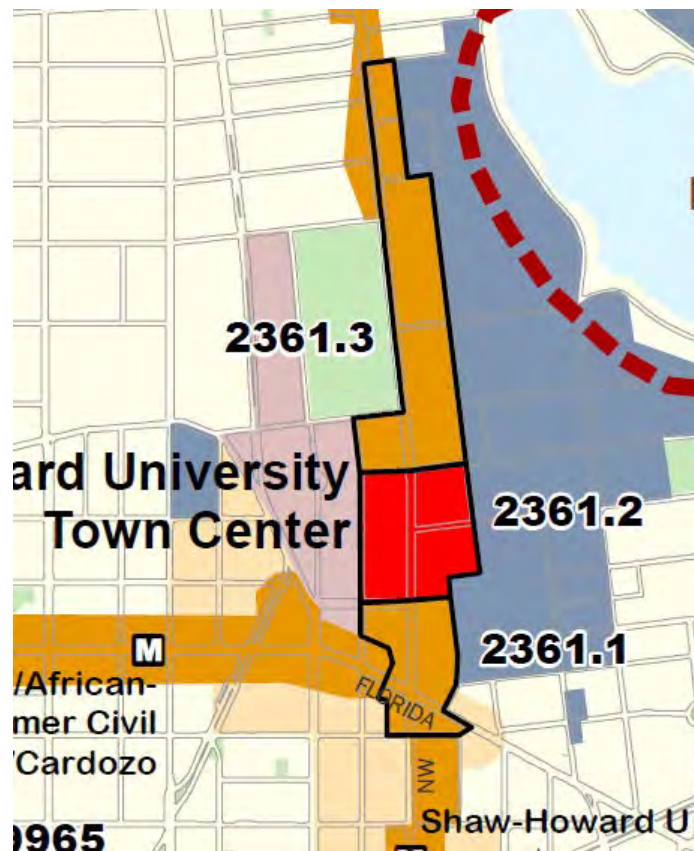 2361.3
ard University
Town Center
2361.2
2361.1
M
/African-
mer Civil
/Cardozo
FLORIDA
NW
9965
Shaw-Howard U